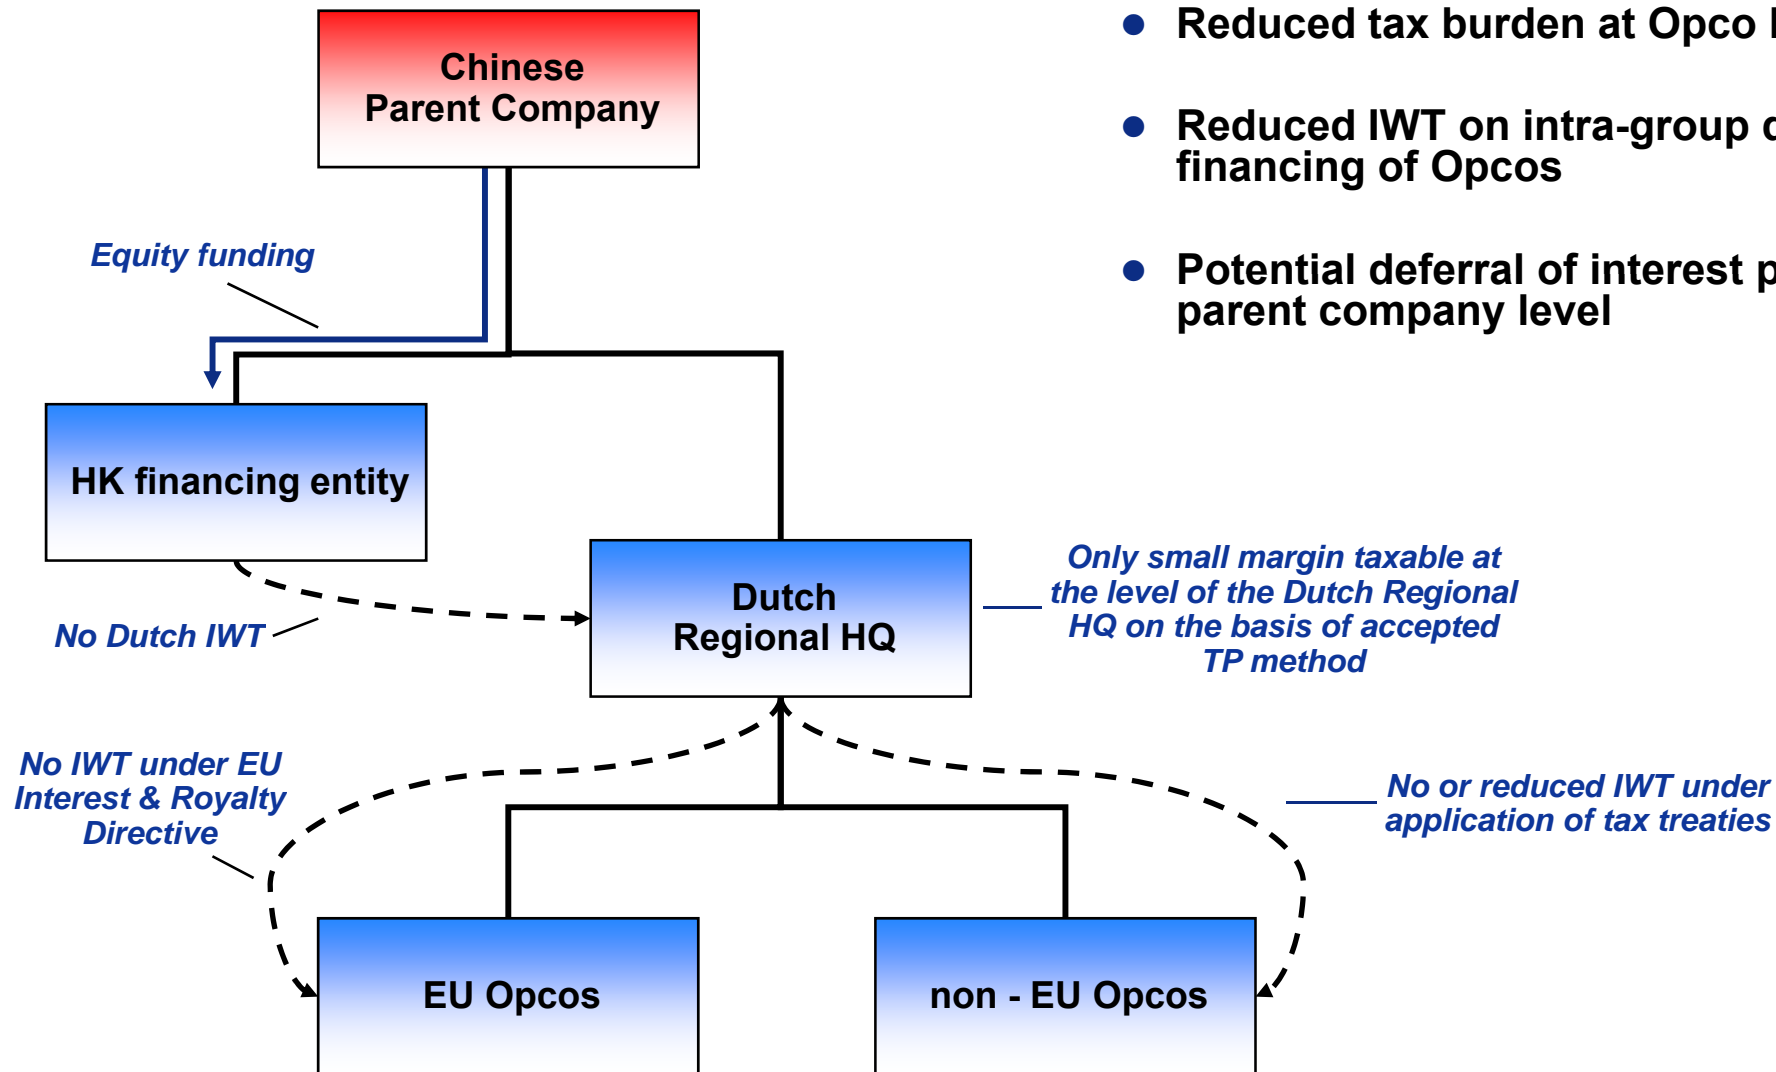 Chinese
Parent Company
Reduced tax burden at Opco
Reduced IWT on intra-group
financing of Opcos
Potential deferral of interest
parent company level
Equity funding
HK financing entity
No Dutch IWT
Dutch
Regional HQ
Only small margin taxable at
the level of the Dutch Regional
HQ on the basis of accepted
TP method
No IWT under EU
Interest & Royalty
Directive
No or reduced IWT under
application of tax treaties
EU Opcos
non - EU Opcos